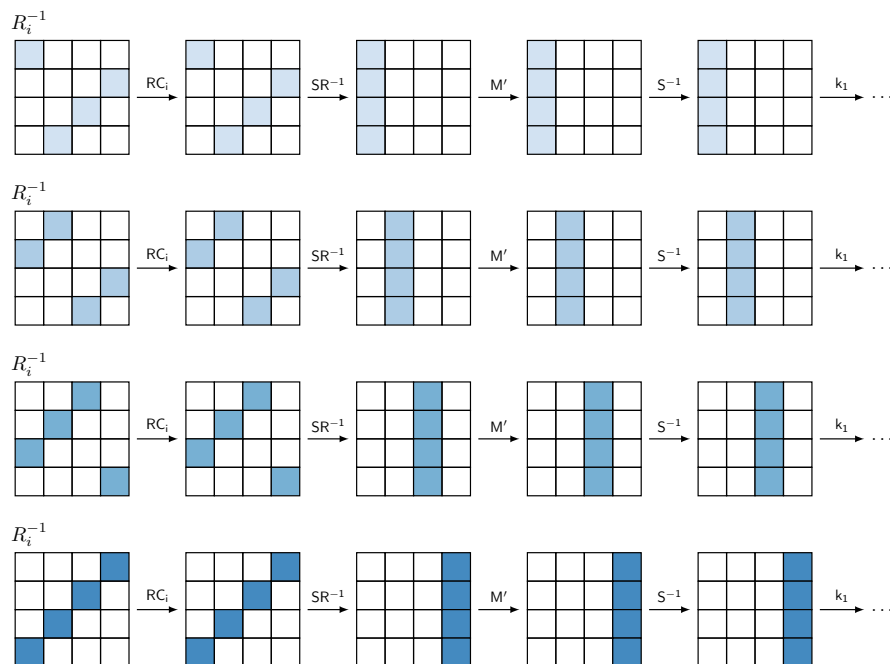 R_i^{-1}
RC_i SR^{-1} M′ S^{-1} k_1 ...
R_i^{-1}
RC_i SR^{-1} M′ S^{-1} k_1 ...
R_i^{-1}
RC_i SR^{-1} M′ S^{-1} k_1 ...
R_i^{-1}
RC_i SR^{-1} M′ S^{-1} k_1 ...